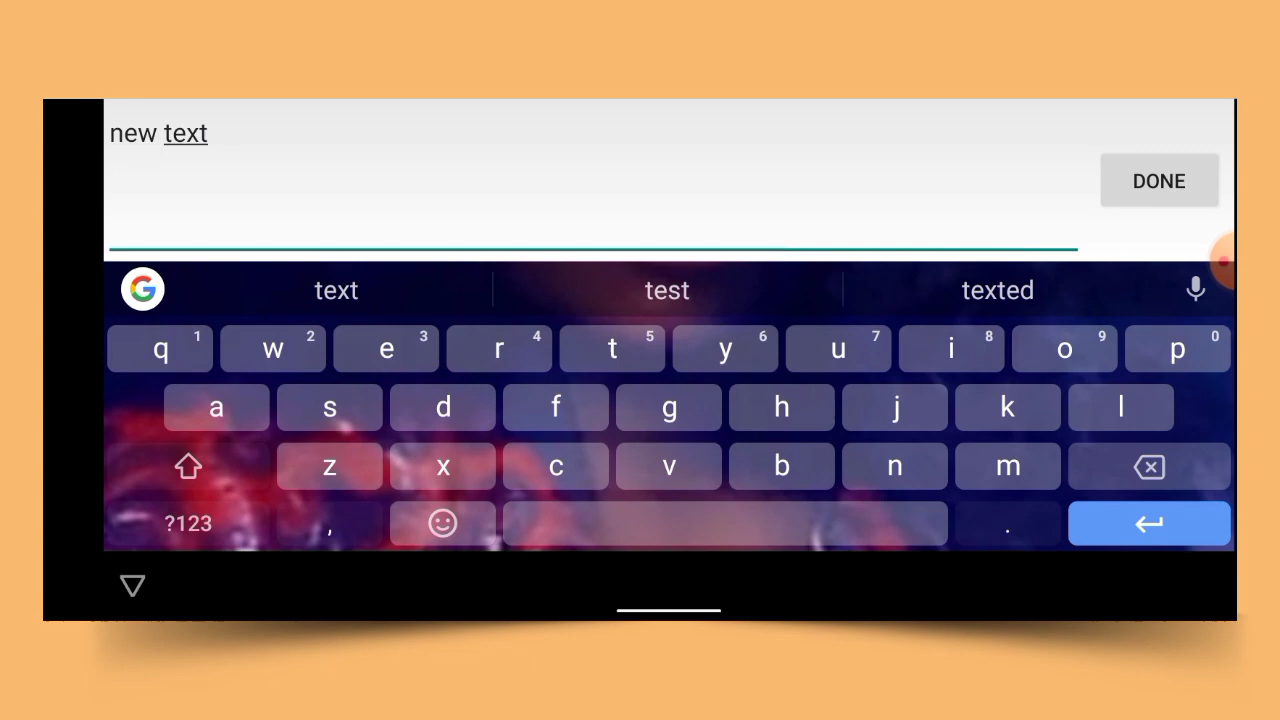 new text
DONE
text test texted
q 1 w 2 e 3 r 4 t 5 y 6 u 7 i 8 o 9 p 0
a s d f g h j k l
z x c v b n m
?123 , .